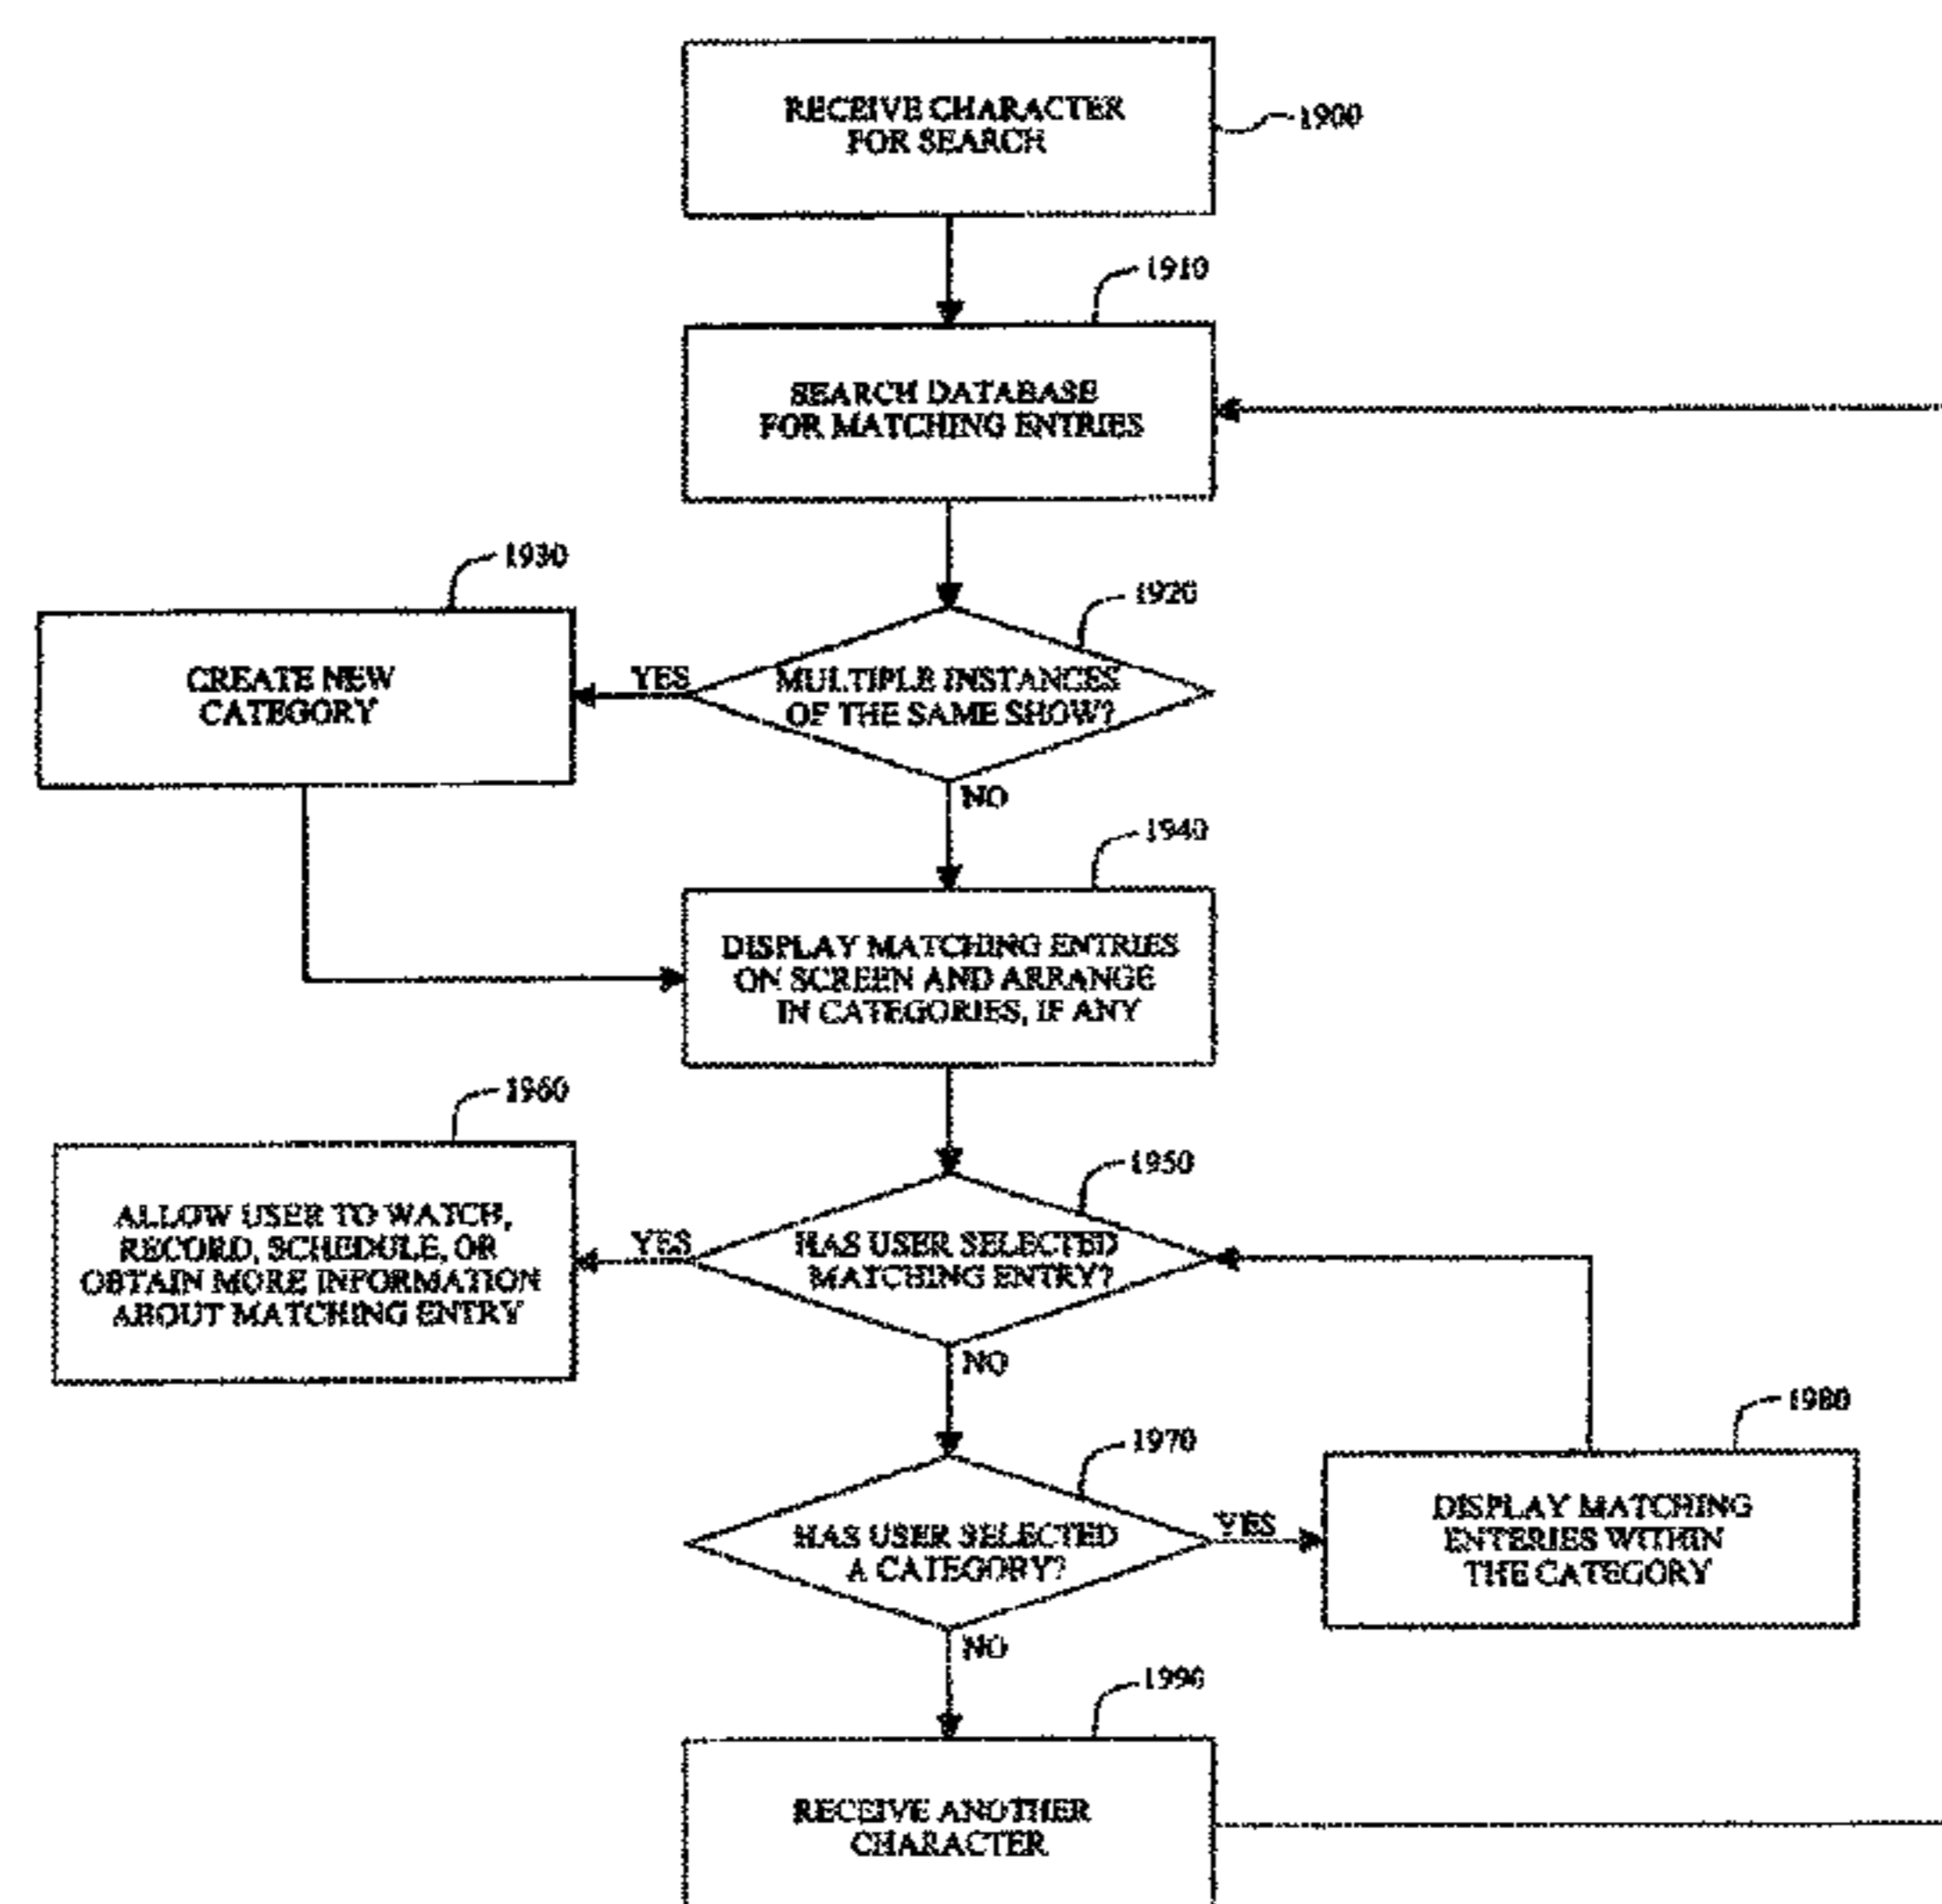 RECEIVE CHARACTER
FOR SEARCH
1900
1910
SEARCH DATABASE
FOR MATCHING ENTRIES
1930
1920
CREATE NEW
CATEGORY
YES
MULTIPLE INSTANCES
OF THE SAME SHOW?
NO
1940
DISPLAY MATCHING ENTRIES
ON SCREEN AND ARRANGE
IN CATEGORIES, IF ANY
1960
1950
ALLOW USER TO WATCH,
RECORD, SCHEDULE, OR
OBTAIN MORE INFORMATION
ABOUT MATCHING ENTRY
YES
HAS USER SELECTED
MATCHING ENTRY?
NO
1980
1970
HAS USER SELECTED
A CATEGORY?
YES
DISPLAY MATCHING
ENTERIES WITHIN
THE CATEGORY
NO
1990
RECEIVE ANOTHER
CHARACTER